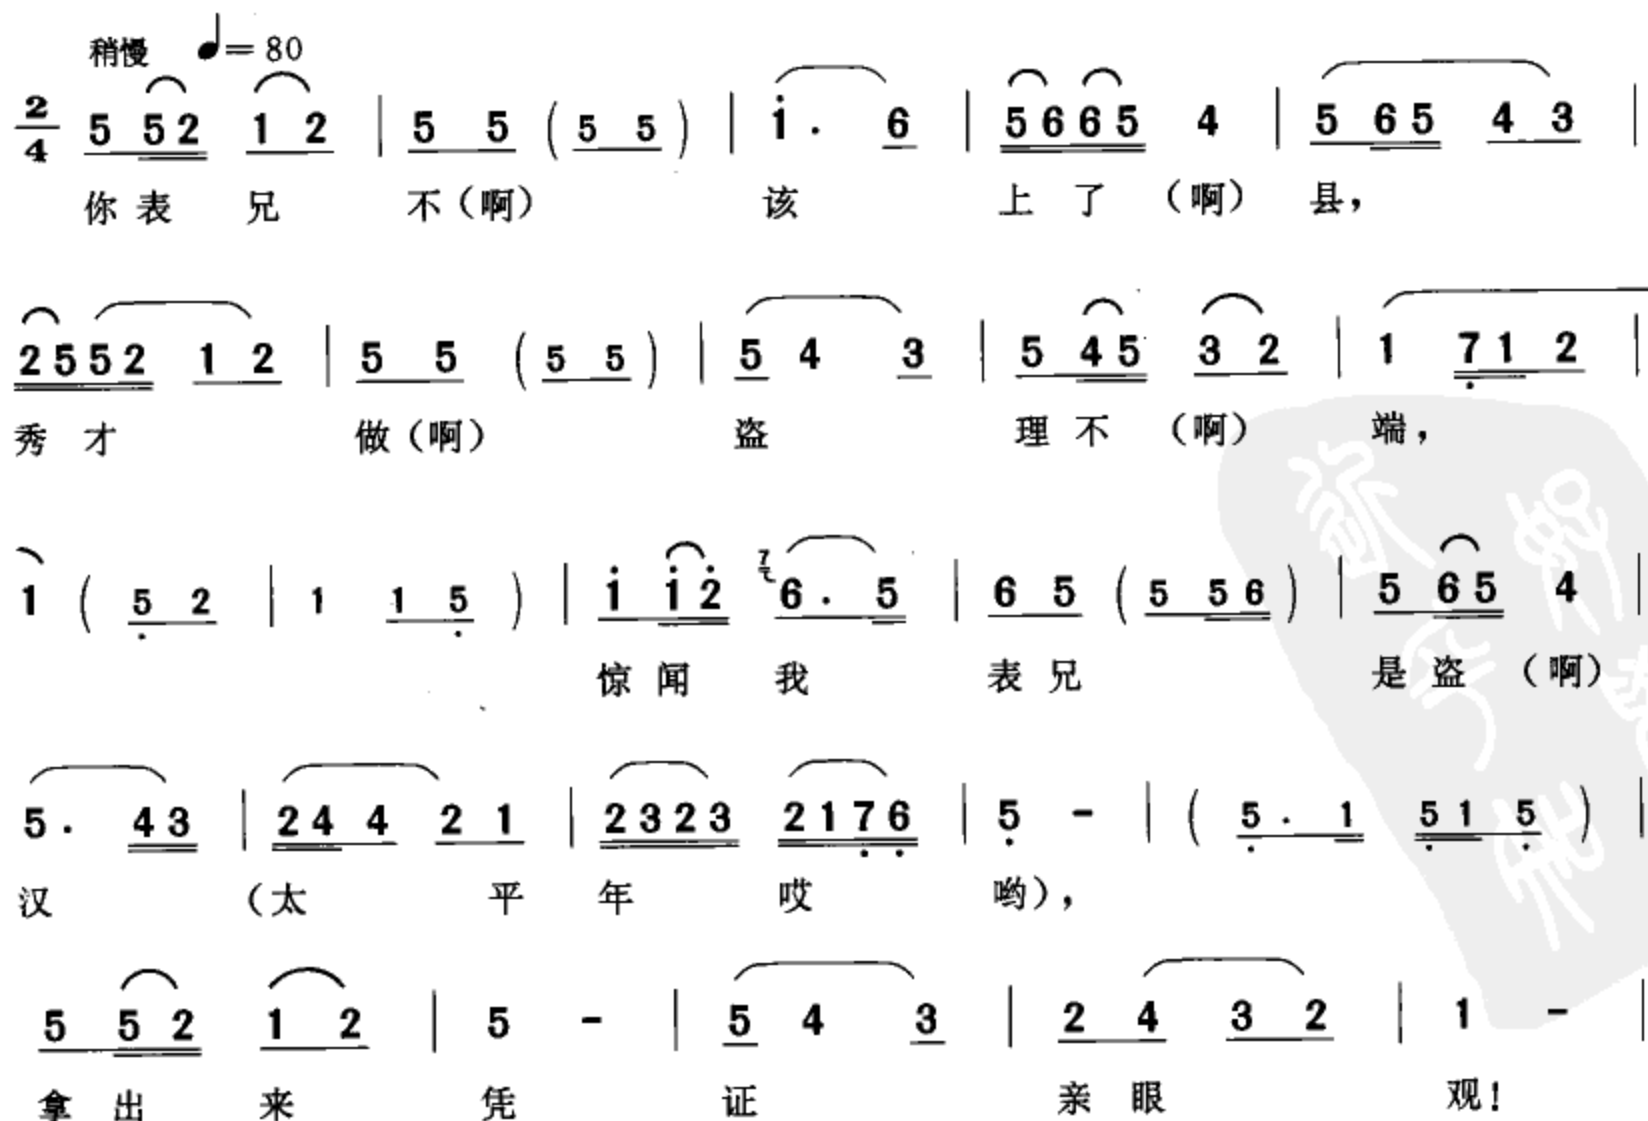 稍慢 ♩= 80
2/4 5 52 1 2 | 5 5 ( 5 5 ) | i . 6 | 5665 4 | 5 65 4 3 |
你表 兄 不（啊） 该 上 了 （啊） 县，
2552 1 2 | 5 5 ( 5 5 ) | 5 4 3 | 5 45 3 2 | 1 71 2 |
秀 才 做（啊） 盗 理 不 （啊） 端，
1 ( 5 2 | 1 1 5 ) | i i2 7 6 . 5 | 6 5 ( 5 56 ) | 5 65 4 |
惊 闻 我 表 兄 是 盗 （啊）
5 . 43 | 24 4 2 1 | 2323 2176 | 5 - | ( 5 . 1 51 5 ) |
汉 （太 平 年 哎 哟），
5 52 1 2 | 5 - | 5 4 3 | 2 4 3 2 | 1 - |
拿 出 来 凭 证 亲 眼 观！